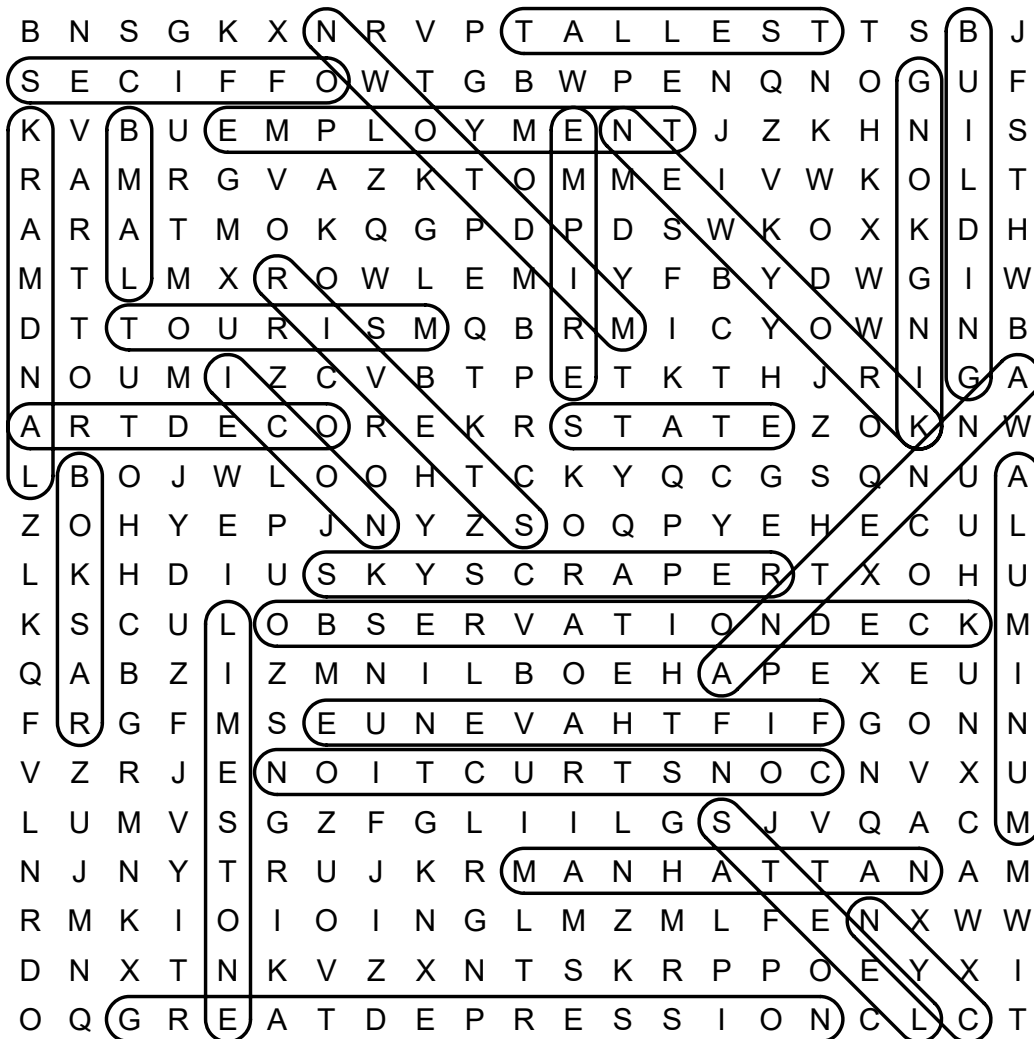 B N S G K X N R V P T A L L E S T T S B J
S E C I F F O W T G B W P E N Q N O G U F
K V B U E M P L O Y M E N T J Z K H N I S
R A M R G V A Z K T O M M E I V W K O L T
A R A T M O K Q G P D P D S W K O X K D H
M T L M X R O W L E M I Y F B Y D W G I W
D T T O U R I S M Q B R M I C Y O W N N B
N O U M I Z C V B T P E T K T H J R I G A
A R T D E C O R E K R S T A T E Z O K N W
L B O J W L O O H T C K Y Q C G S Q N U A
Z O H Y E P J N Y Z S O Q P Y E H E C U L
L K H D I U S K Y S C R A P E R T X O H U
K S C U L O B S E R V A T I O N D E C K M
Q A B Z I Z M N I L B O E H A P E X E U I
F R G F M S E U N E V A H T F I F G O N N
V Z R J E N O I T C U R T S N O C N V X U
L U M V S G Z F G L I I L G S J V Q A C M
N J N Y T R U J K R M A N H A T T A N A M
R M K I O I O I N G L M Z M L F E N X W W
D N X T N K V Z X N T S K R P P O E Y X I
O Q G R E A T D E P R E S S I O N C L C T